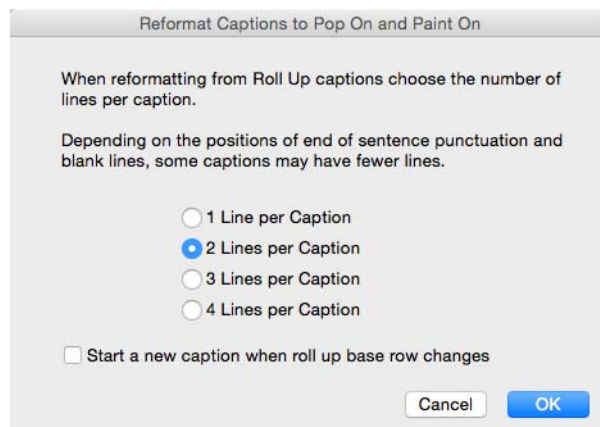 Reformat Captions to Pop On and Paint On
When reformatting from Roll Up captions choose the number of
lines per caption.
Depending on the positions of end of sentence punctuation and
blank lines, some captions may have fewer lines.
1 Line per Caption
2 Lines per Caption
3 Lines per Caption
4 Lines per Caption
Start a new caption when roll up base row changes
Cancel OK